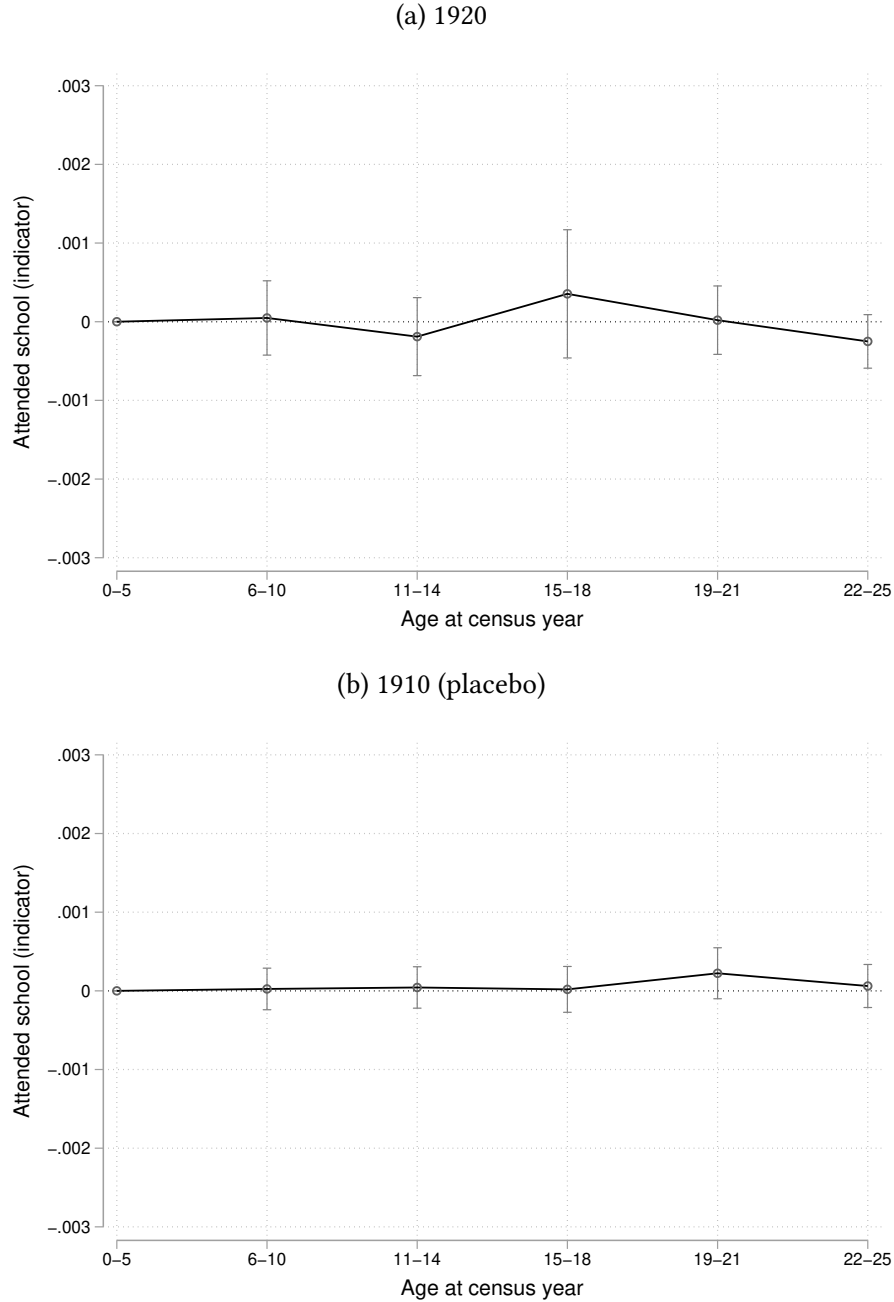 (a) 1920
.003
.002
.001
0
−.001
−.002
−.003
Attended school (indicator)
0−5 6−10 11−14 15−18 19−21 22−25
Age at census year
(b) 1910 (placebo)
.003
.002
.001
0
−.001
−.002
−.003
Attended school (indicator)
0−5 6−10 11−14 15−18 19−21 22−25
Age at census year